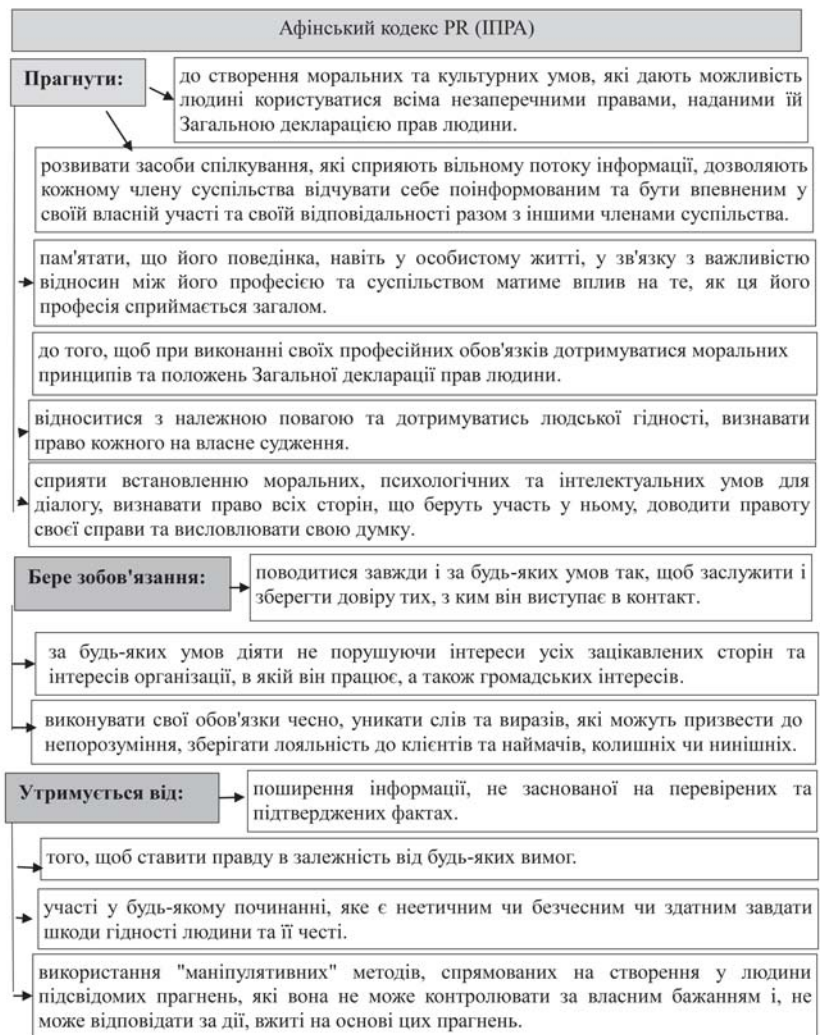 Афінський кодекс PR (ІПРА)
Прагнути:
до створення моральних та культурних умов, які дають можливість
людині користуватися всіма незаперечними правами, наданими їй
Загальною декларацією прав людини.
розвивати засоби спілкування, які сприяють вільному потоку інформації, дозволяють
кожному члену суспільства відчувати себе поінформованим та бути впевненим у
своїй власній участі та своїй відповідальності разом з іншими членами суспільства.
пам'ятати, що його поведінка, навіть у особистому житті, у зв'язку з важливістю
відносин між його професією та суспільством матиме вплив на те, як ця його
професія сприймається загалом.
до того, щоб при виконанні своїх професійних обов'язків дотримуватися моральних
принципів та положень Загальної декларації прав людини.
відноситися з належною повагою та дотримуватись людської гідності, визнавати
право кожного на власне судження.
сприяти встановленню моральних, психологічних та інтелектуальних умов для
діалогу, визнавати право всіх сторін, що беруть участь у ньому, доводити правоту
своєї справи та висловлювати свою думку.
Бере зобов'язання:
поводитися завжди і за будь-яких умов так, щоб заслужити і
зберегти довіру тих, з ким він виступає в контакт.
за будь-яких умов діяти не порушуючи інтереси усіх зацікавлених сторін та
інтересів організації, в якій він працює, а також громадських інтересів.
виконувати свої обов'язки чесно, уникати слів та виразів, які можуть призвести до
непорозуміння, зберігати лояльність до клієнтів та наймачів, колишніх чи нинішніх.
Утримується від:
поширення інформації, не заснованої на перевірених та
підтверджених фактах.
того, щоб ставити правду в залежність від будь-яких вимог.
участі у будь-якому починанні, яке є неетичним чи безчесним чи здатним завдати
шкоди гідності людини та її честі.
використання "маніпулятивних" методів, спрямованих на створення у людини
підсвідомих прагнень, які вона не може контролювати за власним бажанням і, не
може відповідати за дії, вжиті на основі цих прагнень.